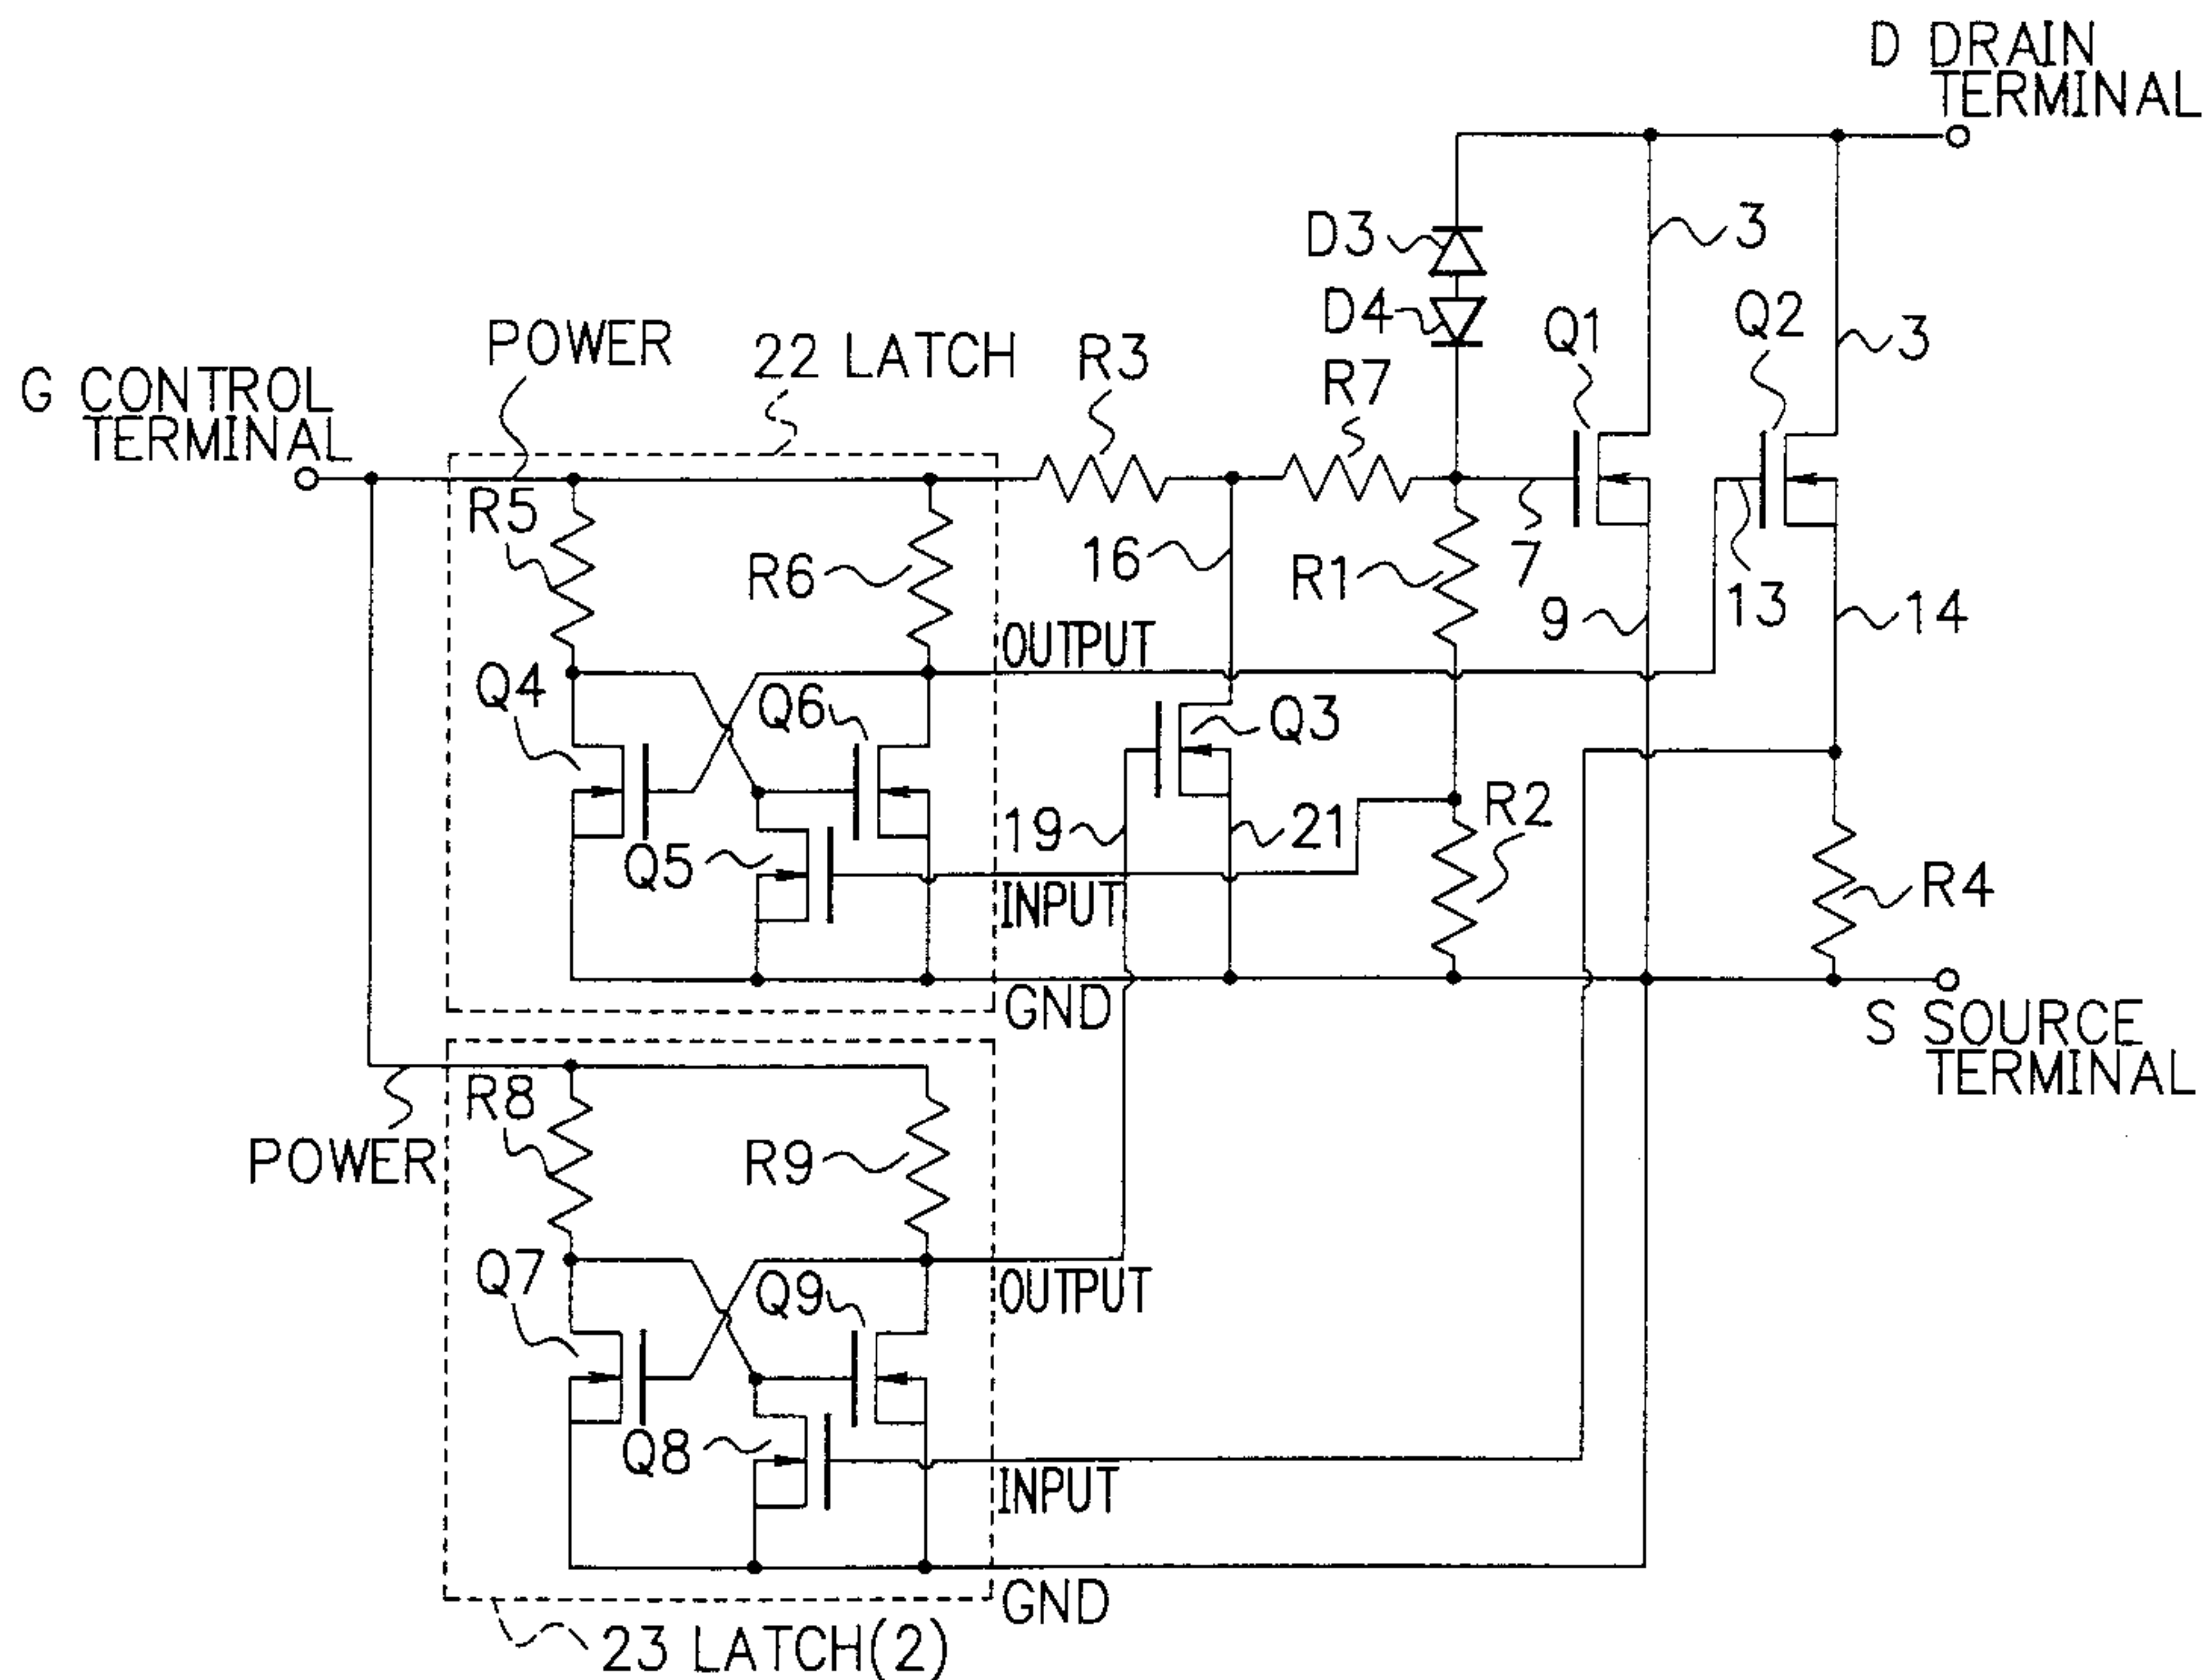 D DRAIN
TERMINAL
D3
3
D4
Q1
Q2
3
POWER
22 LATCH
R3
R7
G CONTROL
TERMINAL
R5
R6
16
R1
7
9
13
14
OUTPUT
Q4
Q6
Q3
Q5
19
21
R2
INPUT
R4
GND
S SOURCE
TERMINAL
R8
POWER
R9
Q7
Q9
OUTPUT
Q8
INPUT
GND
23 LATCH(2)